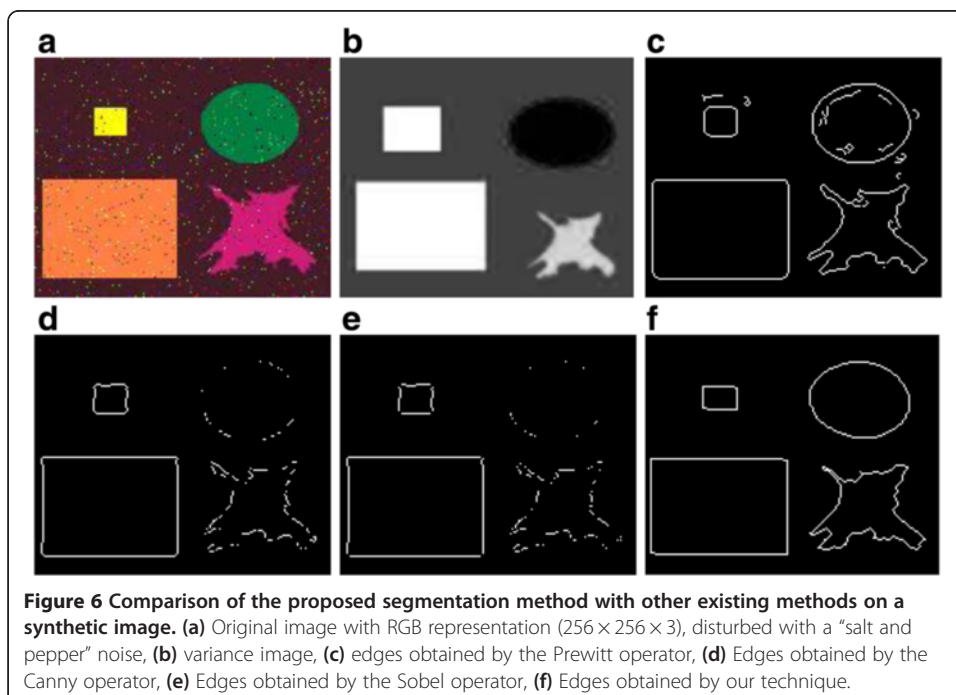 a
b
c
d
e
f
Figure 6 Comparison of the proposed segmentation method with other existing methods on a
synthetic image. (a) Original image with RGB representation (256 × 256 × 3), disturbed with a “salt and
pepper” noise, (b) variance image, (c) edges obtained by the Prewitt operator, (d) Edges obtained by the
Canny operator, (e) Edges obtained by the Sobel operator, (f) Edges obtained by our technique.